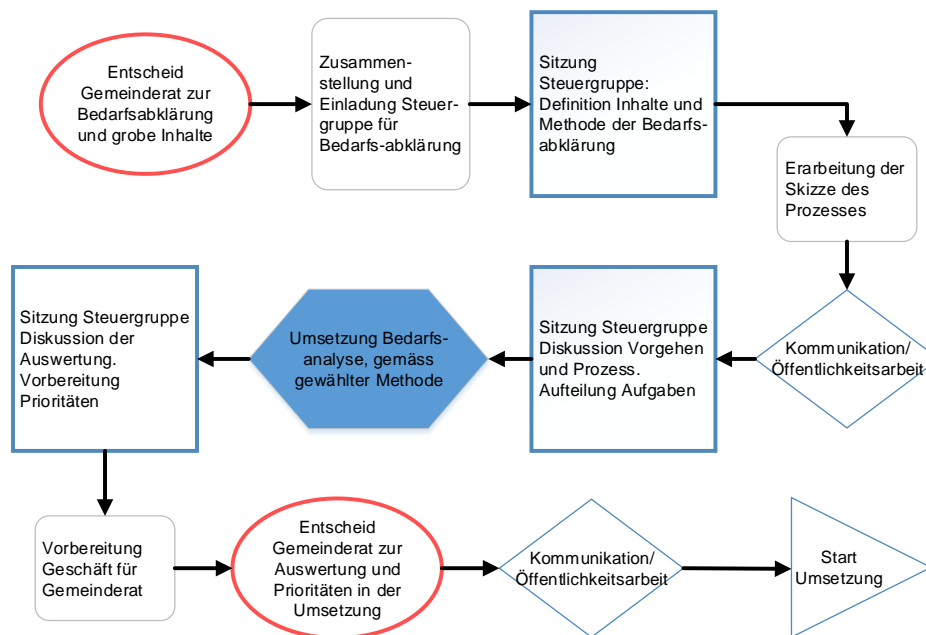 Entscheid
Gemeinderat zur
Bedarfsabklärung
und grobe Inhalte
Zusammen-
stellung und
Einladung Steuer-
gruppe für
Bedarfs-abklärung
Sitzung
Steuergruppe:
Definition Inhalte und
Methode der Bedarfs-
abklärung
Erarbeitung der
Skizze des
Prozesses
Kommunikation/
Öffentlichkeitsarbeit
Sitzung Steuergruppe
Diskussion Vorgehen
und Prozess.
Aufteilung Aufgaben
Umsetzung Bedarfs-
analyse, gemäss
gewählter Methode
Sitzung Steuergruppe
Diskussion der
Auswertung.
Vorbereitung
Prioritäten
Vorbereitung
Geschäft für
Gemeinderat
Entscheid
Gemeinderat zur
Auswertung und
Prioritäten in der
Umsetzung
Kommunikation/
Öffentlichkeitsarbeit
Start
Umsetzung